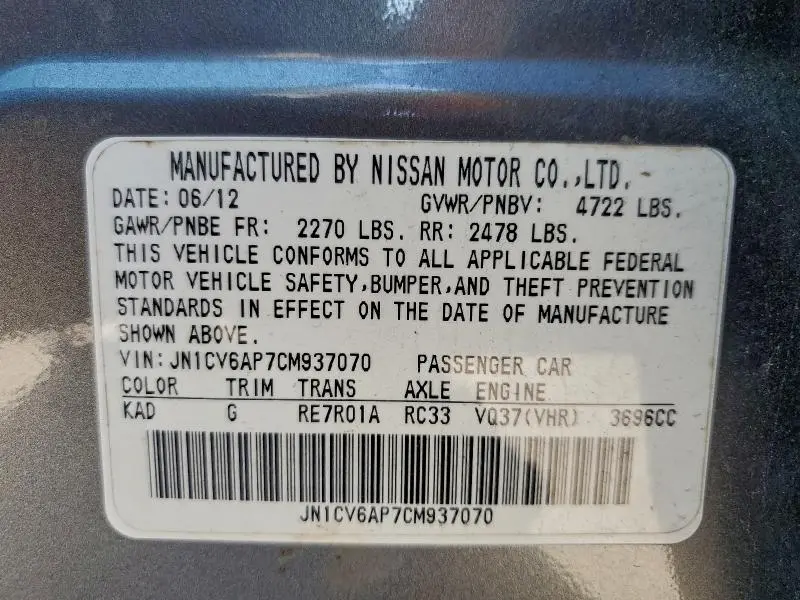 MANUFACTURED BY NISSAN MOTOR CO.,LTD.
DATE: 06/12 GVWR/PNBV: 4722 LBS.
GAWR/PNBE FR: 2270 LBS. RR: 2478 LBS.
THIS VEHICLE CONFORMS TO ALL APPLICABLE FEDERAL
MOTOR VEHICLE SAFETY,BUMPER,AND THEFT PREVENTION
STANDARDS IN EFFECT ON THE DATE OF MANUFACTURE
SHOWN ABOVE.
VIN:JN1CV6AP7CM937070 PASSENGER CAR
COLOR TRIM TRANS AXLE ENGINE
KAD G RE7R01A RC33 VQ37(VHR) 3696CC
JN1CV6AP7CM937070